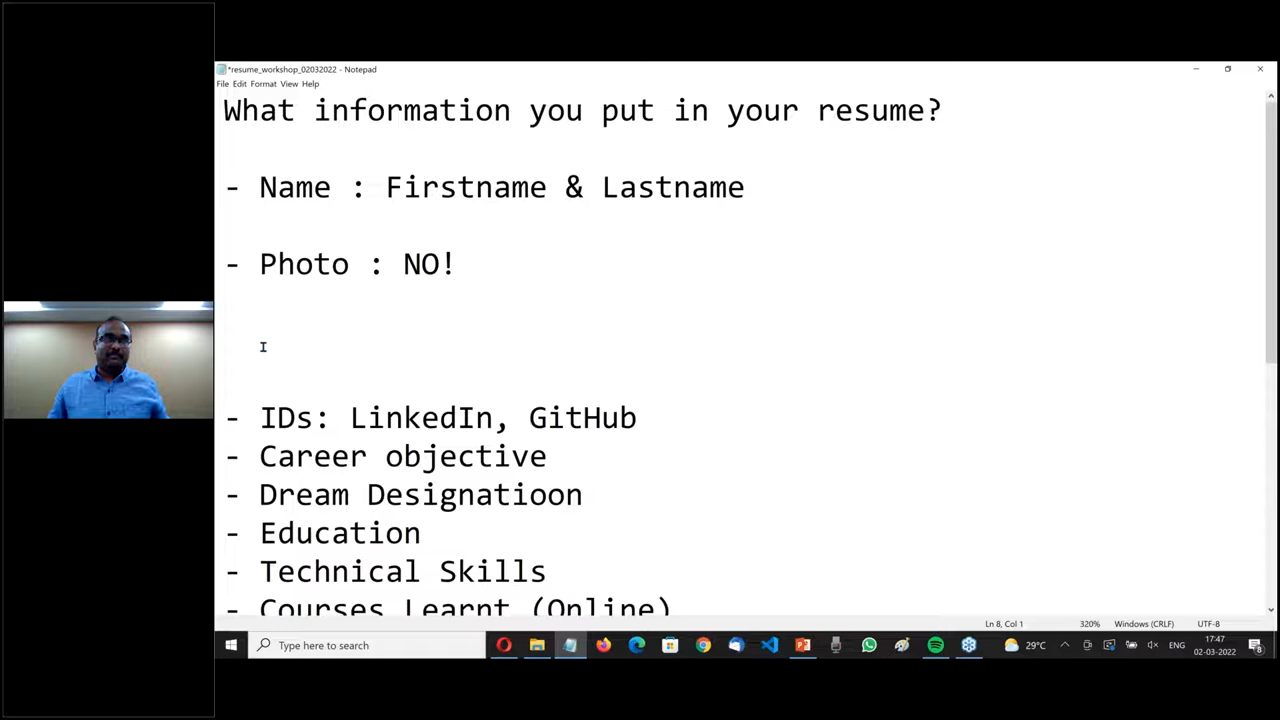 *resume_workshop_02032022 - Notepad
File Edit Format View Help
What information you put in your resume?
- Name : Firstname & Lastname
- Photo : NO!
- IDs: LinkedIn, GitHub
- Career objective
- Dream Designatioon
- Education
- Technical Skills
- Courses Learnt (Online)
Ln 8, Col 1 320% Windows (CRLF) UTF-8
Type here to search 29°C ENG 17:47
02-03-2022 8